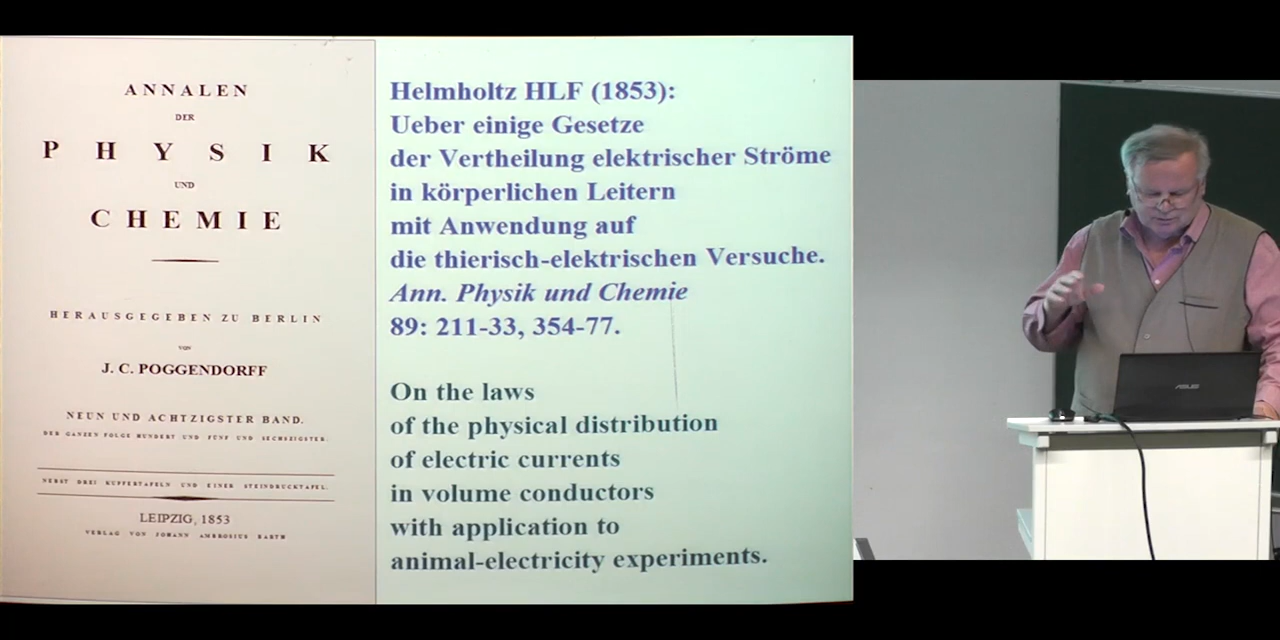 ANNALEN
DER
PHYSIK
UND
CHEMIE
HERAUSGEGEBEN ZU BERLIN
VON
J. C. POGGENDORFF
NEUN UND ACHTZIGSTER BAND.
DER GANZEN FOLGE HUNDERT UND FÜNF UND SECHSZIGSTER.
NEBST DREI KUPFERTAFELN UND EINER STEINDRUCKTAFEL.
LEIPZIG, 1853
VERLAG VON JOHANN AMBROSIUS BARTH
Helmholtz HLF (1853):
Ueber einige Gesetze
der Vertheilung elektrischer Ströme
in körperlichen Leitern
mit Anwendung auf
die thierisch-elektrischen Versuche.
Ann. Physik und Chemie
89: 211-33, 354-77.
On the laws
of the physical distribution
of electric currents
in volume conductors
with application to
animal-electricity experiments.
ASUS